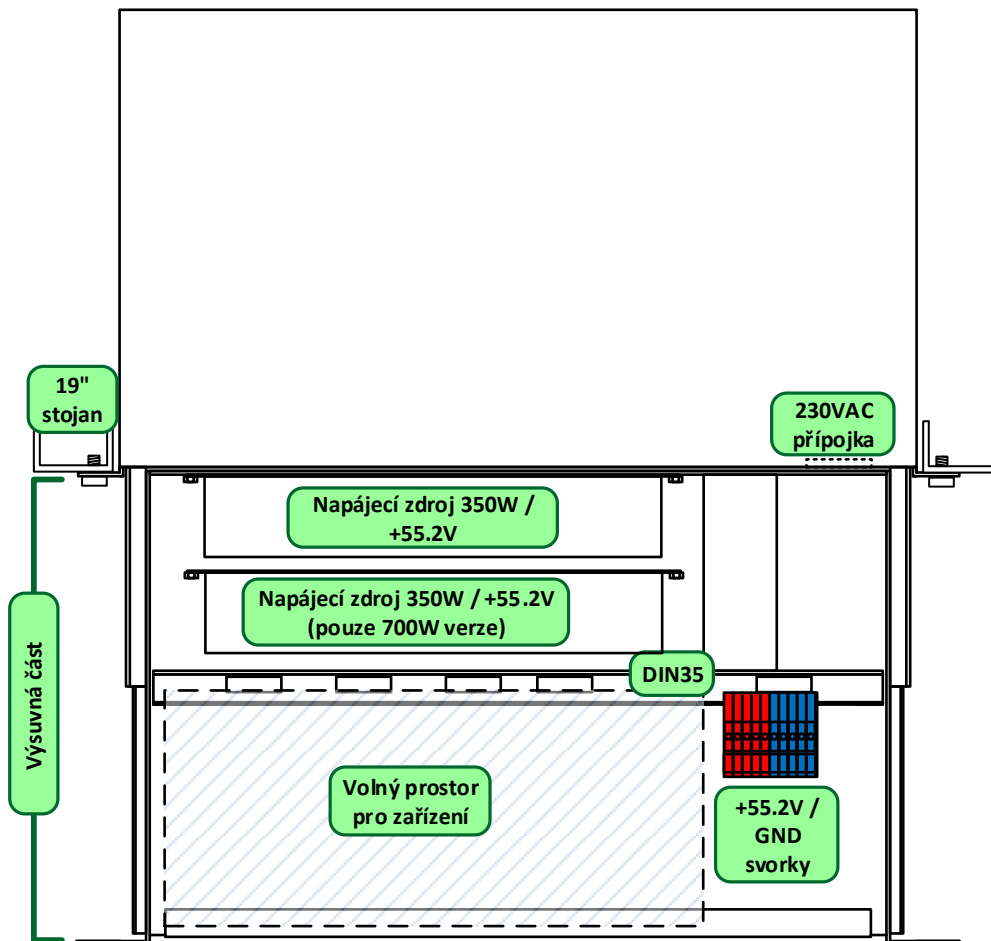 19"
stojan
230VAC
přípojka
Napájecí zdroj 350W /
+55.2V
Napájecí zdroj 350W / +55.2V
(pouze 700W verze)
DIN35
Výsuvná část
Volný prostor
pro zařízení
+55.2V /
GND
svorky